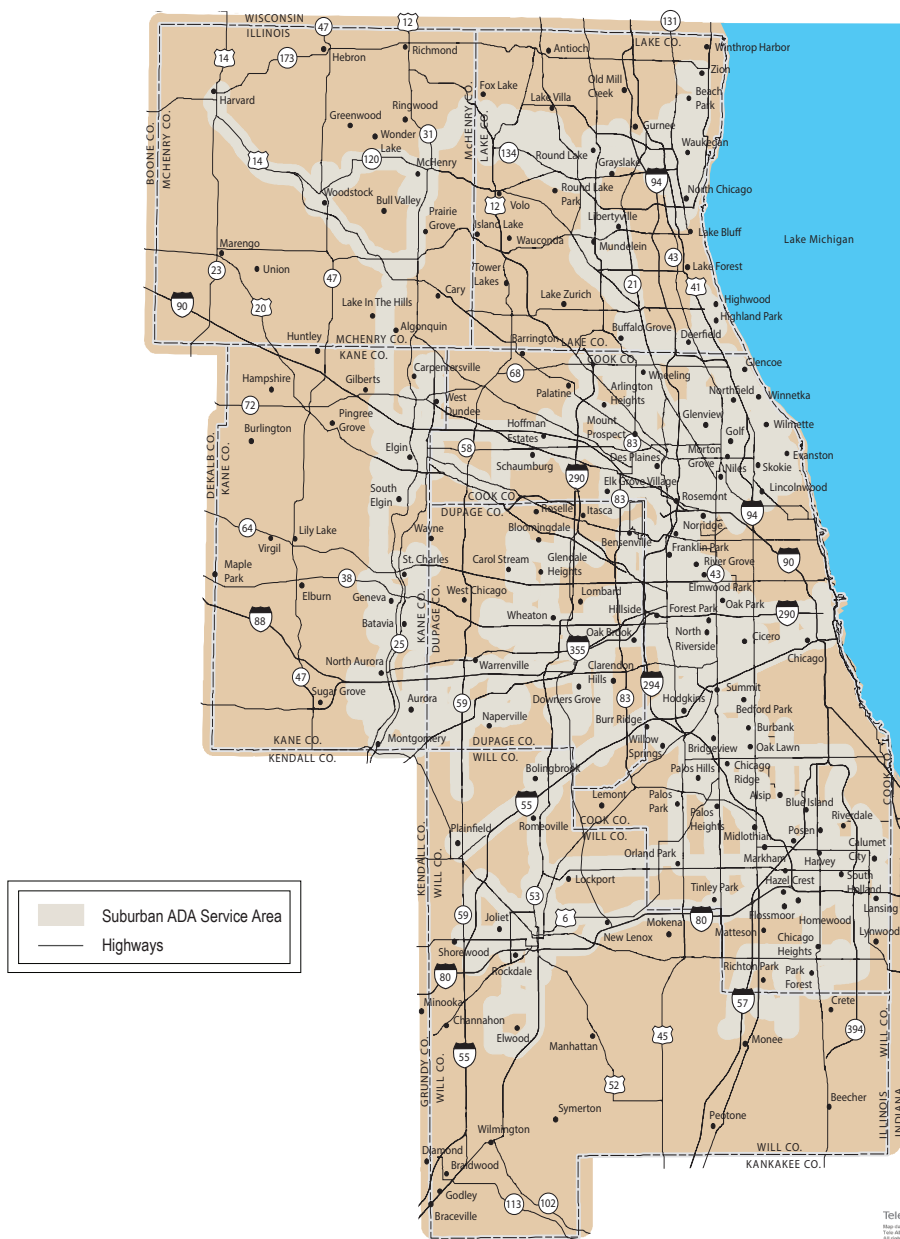 WISCONSIN
ILLINOIS
47
12
131
LAKE CO.
Winthrop Harbor
14
173
Hebron
Richmond
Antioch
Zion
Harvard
Fox Lake
Old Mill
Creek
Beach
Park
Ringwood
Lake Villa
Greenwood
Wonder
Lake
31
Gurnee
BOONE CO.
MCHENRY CO.
MCHENRY CO.
LAKE CO.
14
120
McHenry
134
Round Lake
Grayslake
Waukegan
94
Woodstock
Bull Valley
12
Volo
Round Lake
Park
North Chicago
Prairie
Grove
Island Lake
Libertyville
Wauconda
Mundelein
Lake Bluff
Lake Michigan
Marengo
23
Union
47
43
Lake Forest
Tower
Lakes
21
41
90
20
Cary
Lake In The Hills
Lake Zurich
Highwood
Highland Park
Huntley
Algonquin
Buffalo Grove
Deerfield
MCHENRY CO.
KANE CO.
Barrington
LAKE CO.
COOK CO.
Glencoe
Hampshire
Gilberts
Carpentersville
68
Wheeling
Palatine
Arlington
Heights
Northfield
Winnetka
72
West
Dundee
Burlington
Pingree
Grove
Hoffman
Estates
Mount
Prospect
Glenview
Wilmette
58
83
Golf
DEKALB CO.
KANE CO.
Elgin
Schaumburg
Des Plaines
Morton
Grove
Evanston
290
Niles
Skokie
South
Elgin
Elk Grove Village
Lincolnwood
COOK CO.
DUPAGE CO.
83
Rosemont
94
Roselle
Itasca
64
Virgil
Lily Lake
Wayne
Bloomingdale
Bensenville
Norridge
Franklin Park
90
Maple
Park
38
St. Charles
Carol Stream
Glendale
Heights
River Grove
43
Elburn
Geneva
West Chicago
Lombard
Elmwood Park
88
Batavia
KANE CO.
DUPAGE CO.
Wheaton
Hillside
Forest Park
Oak Park
290
25
355
Oak Brook
North
Riverside
Cicero
Chicago
North Aurora
Warrenville
Clarendon
Hills
294
47
Sugar Grove
Aurora
59
Downers Grove
83
Hodgkins
Summit
Bedford Park
Naperville
Burr Ridge
Burbank
KANE CO.
KENDALL CO.
Montgomery
DUPAGE CO.
WILL CO.
Willow
Springs
Bridgeview
Oak Lawn
Bolingbrook
Palos Hills
Chicago
Ridge
COOK
55
Lemont
Palos
Park
Alsip
Blue Island
Plainfield
Romeoville
COOK CO.
WILL CO.
Palos
Heights
Riverdale
Midlothian
Posen
KENDALL CO.
WILL CO.
Orland Park
Markham
Harvey
Calumet
City
Lockport
Tinley Park
Hazel Crest
South
Holland
Suburban ADA Service Area
Highways
59
53
6
Joliet
80
Flossmoor
Homewood
Lansing
New Lenox
Mokena
Matteson
Chicago
Heights
Lynwood
Shorewood
80
Rockdale
Richton Park
Park
Forest
Minooka
57
Crete
Channahon
Elwood
Manhattan
45
394
Monee
55
GRUNDY CO.
WILL CO.
52
WILL CO.
Beecher
Symerton
Peotone
ILLINOIS
INDIANA
Wilmington
WILL CO.
KANKAKEE CO.
Diamond
Braidwood
Godley
113
102
Braceville
Tele